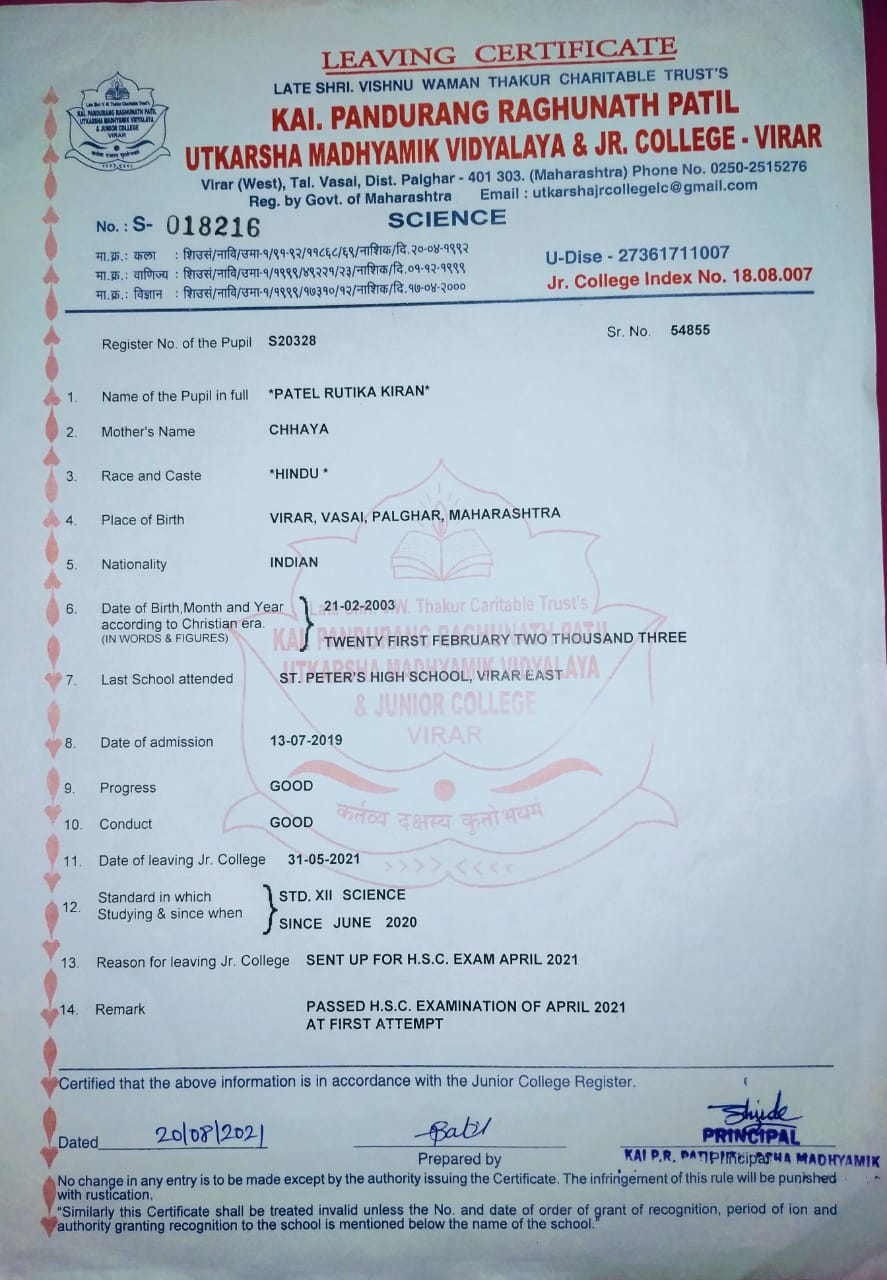 LEAVING CERTIFICATE
LATE SHRI. VISHNU WAMAN THAKUR CHARITABLE TRUST'S
KAI. PANDURANG RAGHUNATH PATIL
UTKARSHA MADHYAMIK VIDYALAYA & JR. COLLEGE - VIRAR
Late Shri V. W. Thakur Charitable Trust's
KAI. PANDURANG RAGHUNATH PATIL
UTKARSHA MADHYAMIK VIDYALAYA
& JUNIOR COLLEGE
VIRAR
Virar (West), Tal. Vasai, Dist. Palghar - 401 303. (Maharashtra) Phone No. 0250-2515276
Reg. by Govt. of Maharashtra Email : utkarshajrcollegelc@gmail.com
No. : S- 018216 SCIENCE
मा.क्र.: कला : शिउसं/नावि/उमा-१/९१-९२/११८६८/६९/नाशिक/दि.२०-०४-१९९२
मा.क्र.: वाणिज्य : शिउसं/नावि/उमा-१/१९९९/४९२२१/२३/नाशिक/दि.०१-१२-१९९९
मा.क्र.: विज्ञान : शिउसं/नावि/उमा-१/१९९९/१७३१०/१२/नाशिक/दि.१७-०४-२०००
U-Dise - 27361711007
Jr. College Index No. 18.08.007
Register No. of the Pupil S20328 Sr. No. 54855
1. Name of the Pupil in full *PATEL RUTIKA KIRAN*
2. Mother's Name CHHAYA
3. Race and Caste *HINDU *
4. Place of Birth VIRAR, VASAI, PALGHAR, MAHARASHTRA
5. Nationality INDIAN
6. Date of Birth,Month and Year 21-02-2003
according to Christian era.
(IN WORDS & FIGURES) TWENTY FIRST FEBRUARY TWO THOUSAND THREE
7. Last School attended ST. PETER'S HIGH SCHOOL, VIRAR EAST
8. Date of admission 13-07-2019
9. Progress GOOD
10. Conduct GOOD
11. Date of leaving Jr. College 31-05-2021
12. Standard in which STD. XII SCIENCE
Studying & since when SINCE JUNE 2020
13. Reason for leaving Jr. College SENT UP FOR H.S.C. EXAM APRIL 2021
14. Remark PASSED H.S.C. EXAMINATION OF APRIL 2021
AT FIRST ATTEMPT
V.W. Thakur Caritable Trust's
KAI. PANDURANG RAGHUNATH PATIL
UTKARSHA MADHYAMIK VIDYALAYA
& JUNIOR COLLEGE
VIRAR
कर्तव्य दक्षस्य कुतोभयम
Certified that the above information is in accordance with the Junior College Register.
Dated 20/08/2021
Prepared by
PRINCIPAL
Principal
KAI P.R. MADHYAMIK
No change in any entry is to be made except by the authority issuing the Certificate. The infringement of this rule will be punished
with rustication.
"Similarly this Certificate shall be treated invalid unless the No. and date of order of grant of recognition, period of ion and
authority granting recognition to the school is mentioned below the name of the school."